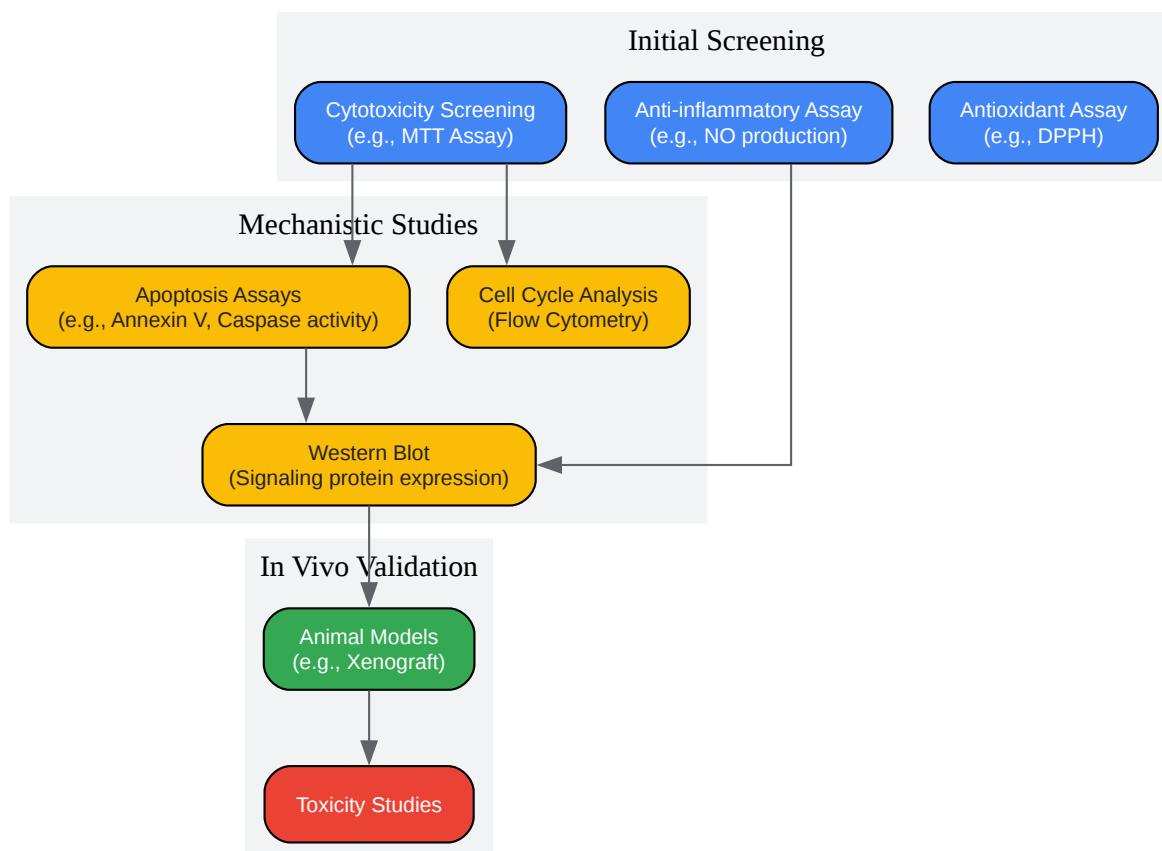 Initial Screening
Cytotoxicity Screening
(e.g., MTT Assay)
Anti-inflammatory Assay
(e.g., NO production)
Antioxidant Assay
(e.g., DPPH)
Mechanistic Studies
Apoptosis Assays
(e.g., Annexin V, Caspase activity)
Cell Cycle Analysis
(Flow Cytometry)
Western Blot
(Signaling protein expression)
In Vivo Validation
Animal Models
(e.g., Xenograft)
Toxicity Studies